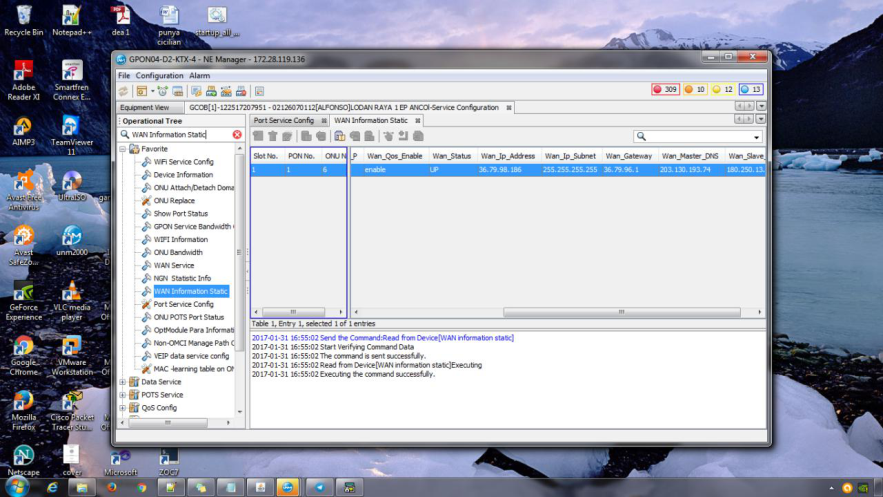 Recycle Bin
Notepad++
dea 1
punya
cicilian
startup_all_...
Adobe
Reader XI
Smartfren
Connex E...
AIMP3
TeamViewer
11
Avast Free
Antivirus
UltraISO
Avast
SafeZo...
unm2000
GeForce
Experience
VLC media
player
Google
Chrome
VMware
Workstation
Mozilla
Firefox
Cisco Packet
Tracer Stu...
Netscape
cover
Microsoft
ZOC7
GPON04-D2-KTX-4 - NE Manager - 172.28.119.136
File Configuration Alarm
309 10 12 13
Equipment View
GCOB[1]-122517207951 - 02126070112[ALFONSO]LODAN RAYA 1 EP ANCOl-Service Configuration
Operational Tree
WAN Information Static
Favorite
WiFi Service Config
Device Information
ONU Attach/Detach Doma
ONU Replace
Show Port Status
GPON Service Bandwidth
WIFI Information
ONU Bandwidth
WAN Service
NGN Statistic Info
WAN Information Static
Port Service Config
ONU POTS Port Status
OptModule Para Informati
Non-OMCI Manage Path C
VEIP data service config
MAC -learning table on ON
Data Service
POTS Service
QoS Config
Port Service Config
WAN Information Static
Slot No. PON No. ONU N
_P Wan_Qos_Enable Wan_Status Wan_Ip_Address Wan_Ip_Subnet Wan_Gateway Wan_Master_DNS Wan_Slave_
1 1 6
enable UP 36.79.98.186 255.255.255.255 36.79.96.1 203.130.193.74 180.250.13.
Table 1, Entry 1, selected 1 of 1 entries
2017-01-31 16:55:02 Send the Command:Read from Device[WAN information static]
2017-01-31 16:55:02 Start Verifying Command Data
2017-01-31 16:55:02 The command is sent successfully.
2017-01-31 16:55:02 Read from Device[WAN information static]Executing
2017-01-31 16:55:02 Executing the command successfully.